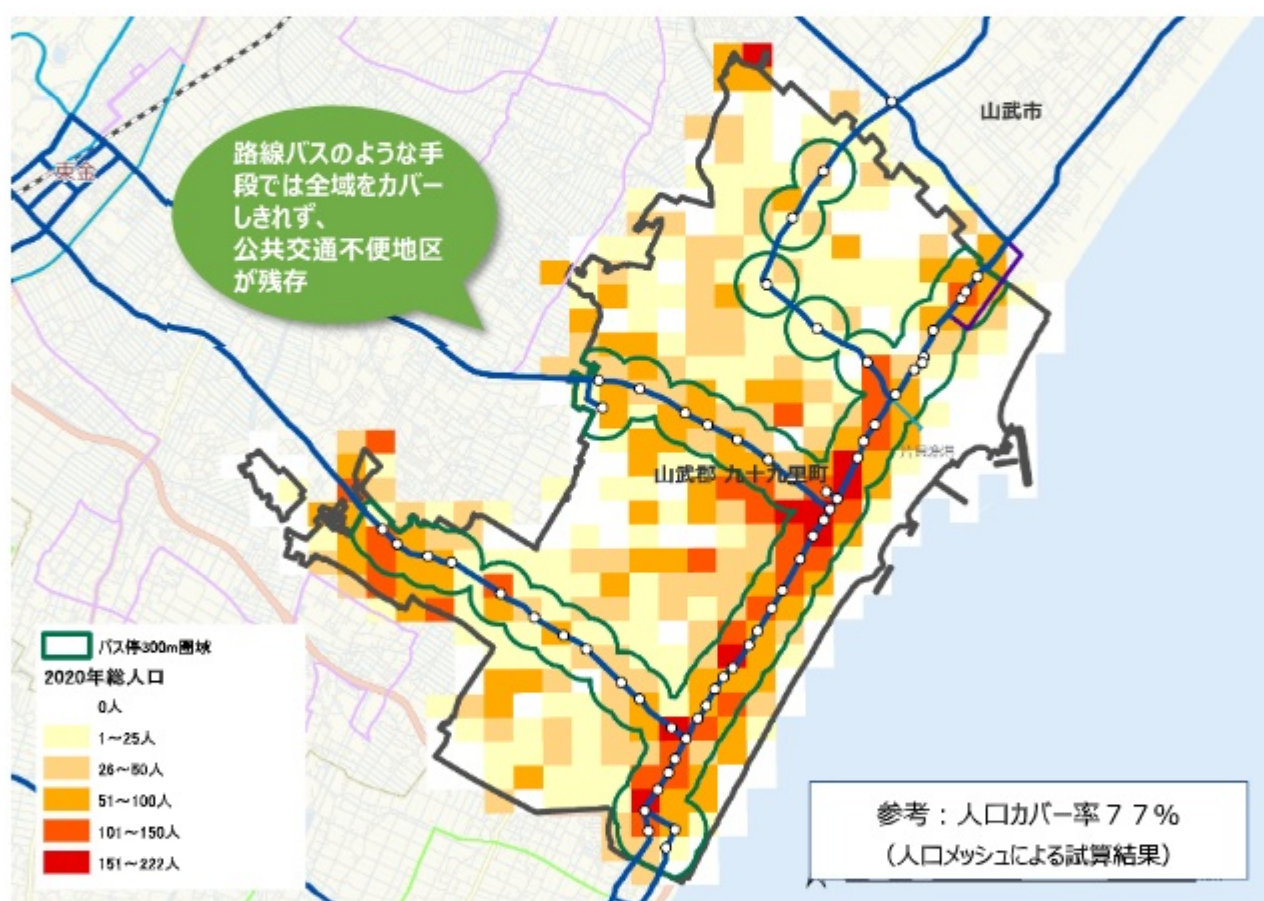 山武市
東金
路線バスのような手
段では全域をカバー
しきれず、
公共交通不便地区
が残存
山武郡 九十九里町
片貝漁港
バス停300m圏域
2020年総人口
0人
1～25人
26～50人
51～100人
101～150人
151～222人
参考：人口カバー率７７％
（人口メッシュによる試算結果）